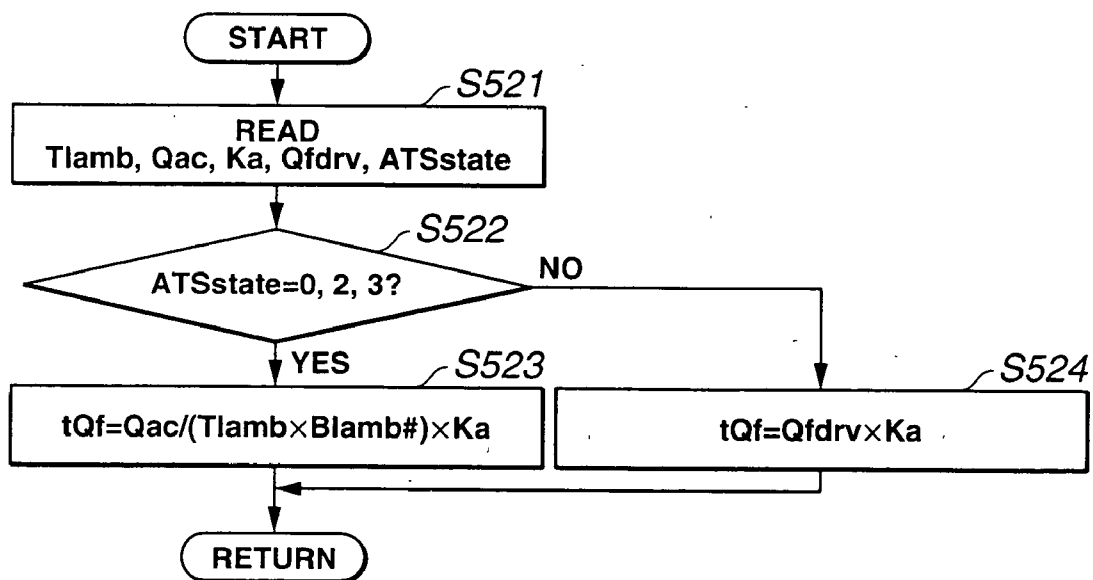 START
S521
READ
Tlamb, Qac, Ka, Qfdrv, ATSstate
S522
ATSstate=0, 2, 3?
NO
YES
S523
S524
tQf=Qac/(Tlamb×Blamb#)×Ka
tQf=Qfdrv×Ka
RETURN